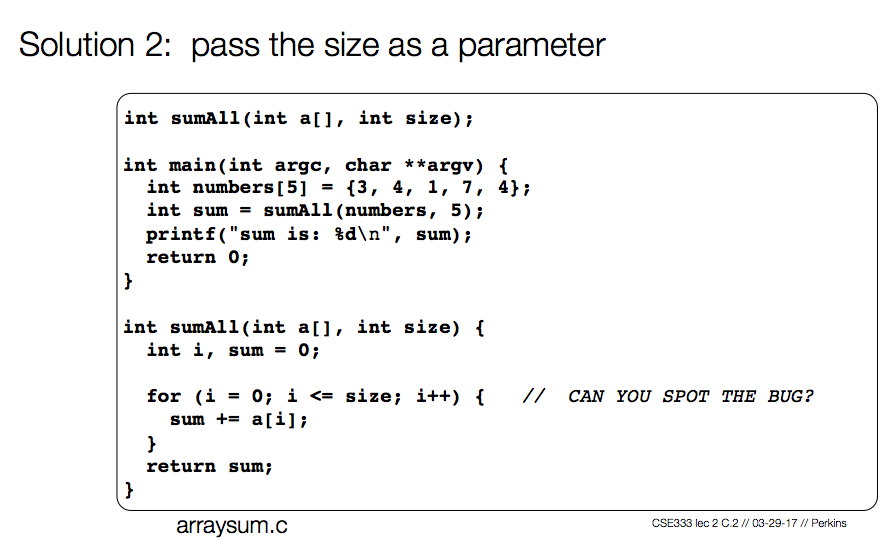 Solution 2:  pass the size as a parameter
int sumAll(int a[], int size);
int main(int argc, char **argv) {
  int numbers[5] = {3, 4, 1, 7, 4};
  int sum = sumAll(numbers, 5);
  printf("sum is: %d\n", sum);
  return 0;
}
int sumAll(int a[], int size) {
  int i, sum = 0;
  for (i = 0; i <= size; i++) {   //  CAN YOU SPOT THE BUG?
    sum += a[i];
  }
  return sum;
}
arraysum.c
CSE333 lec 2 C.2 // 03-29-17 // Perkins